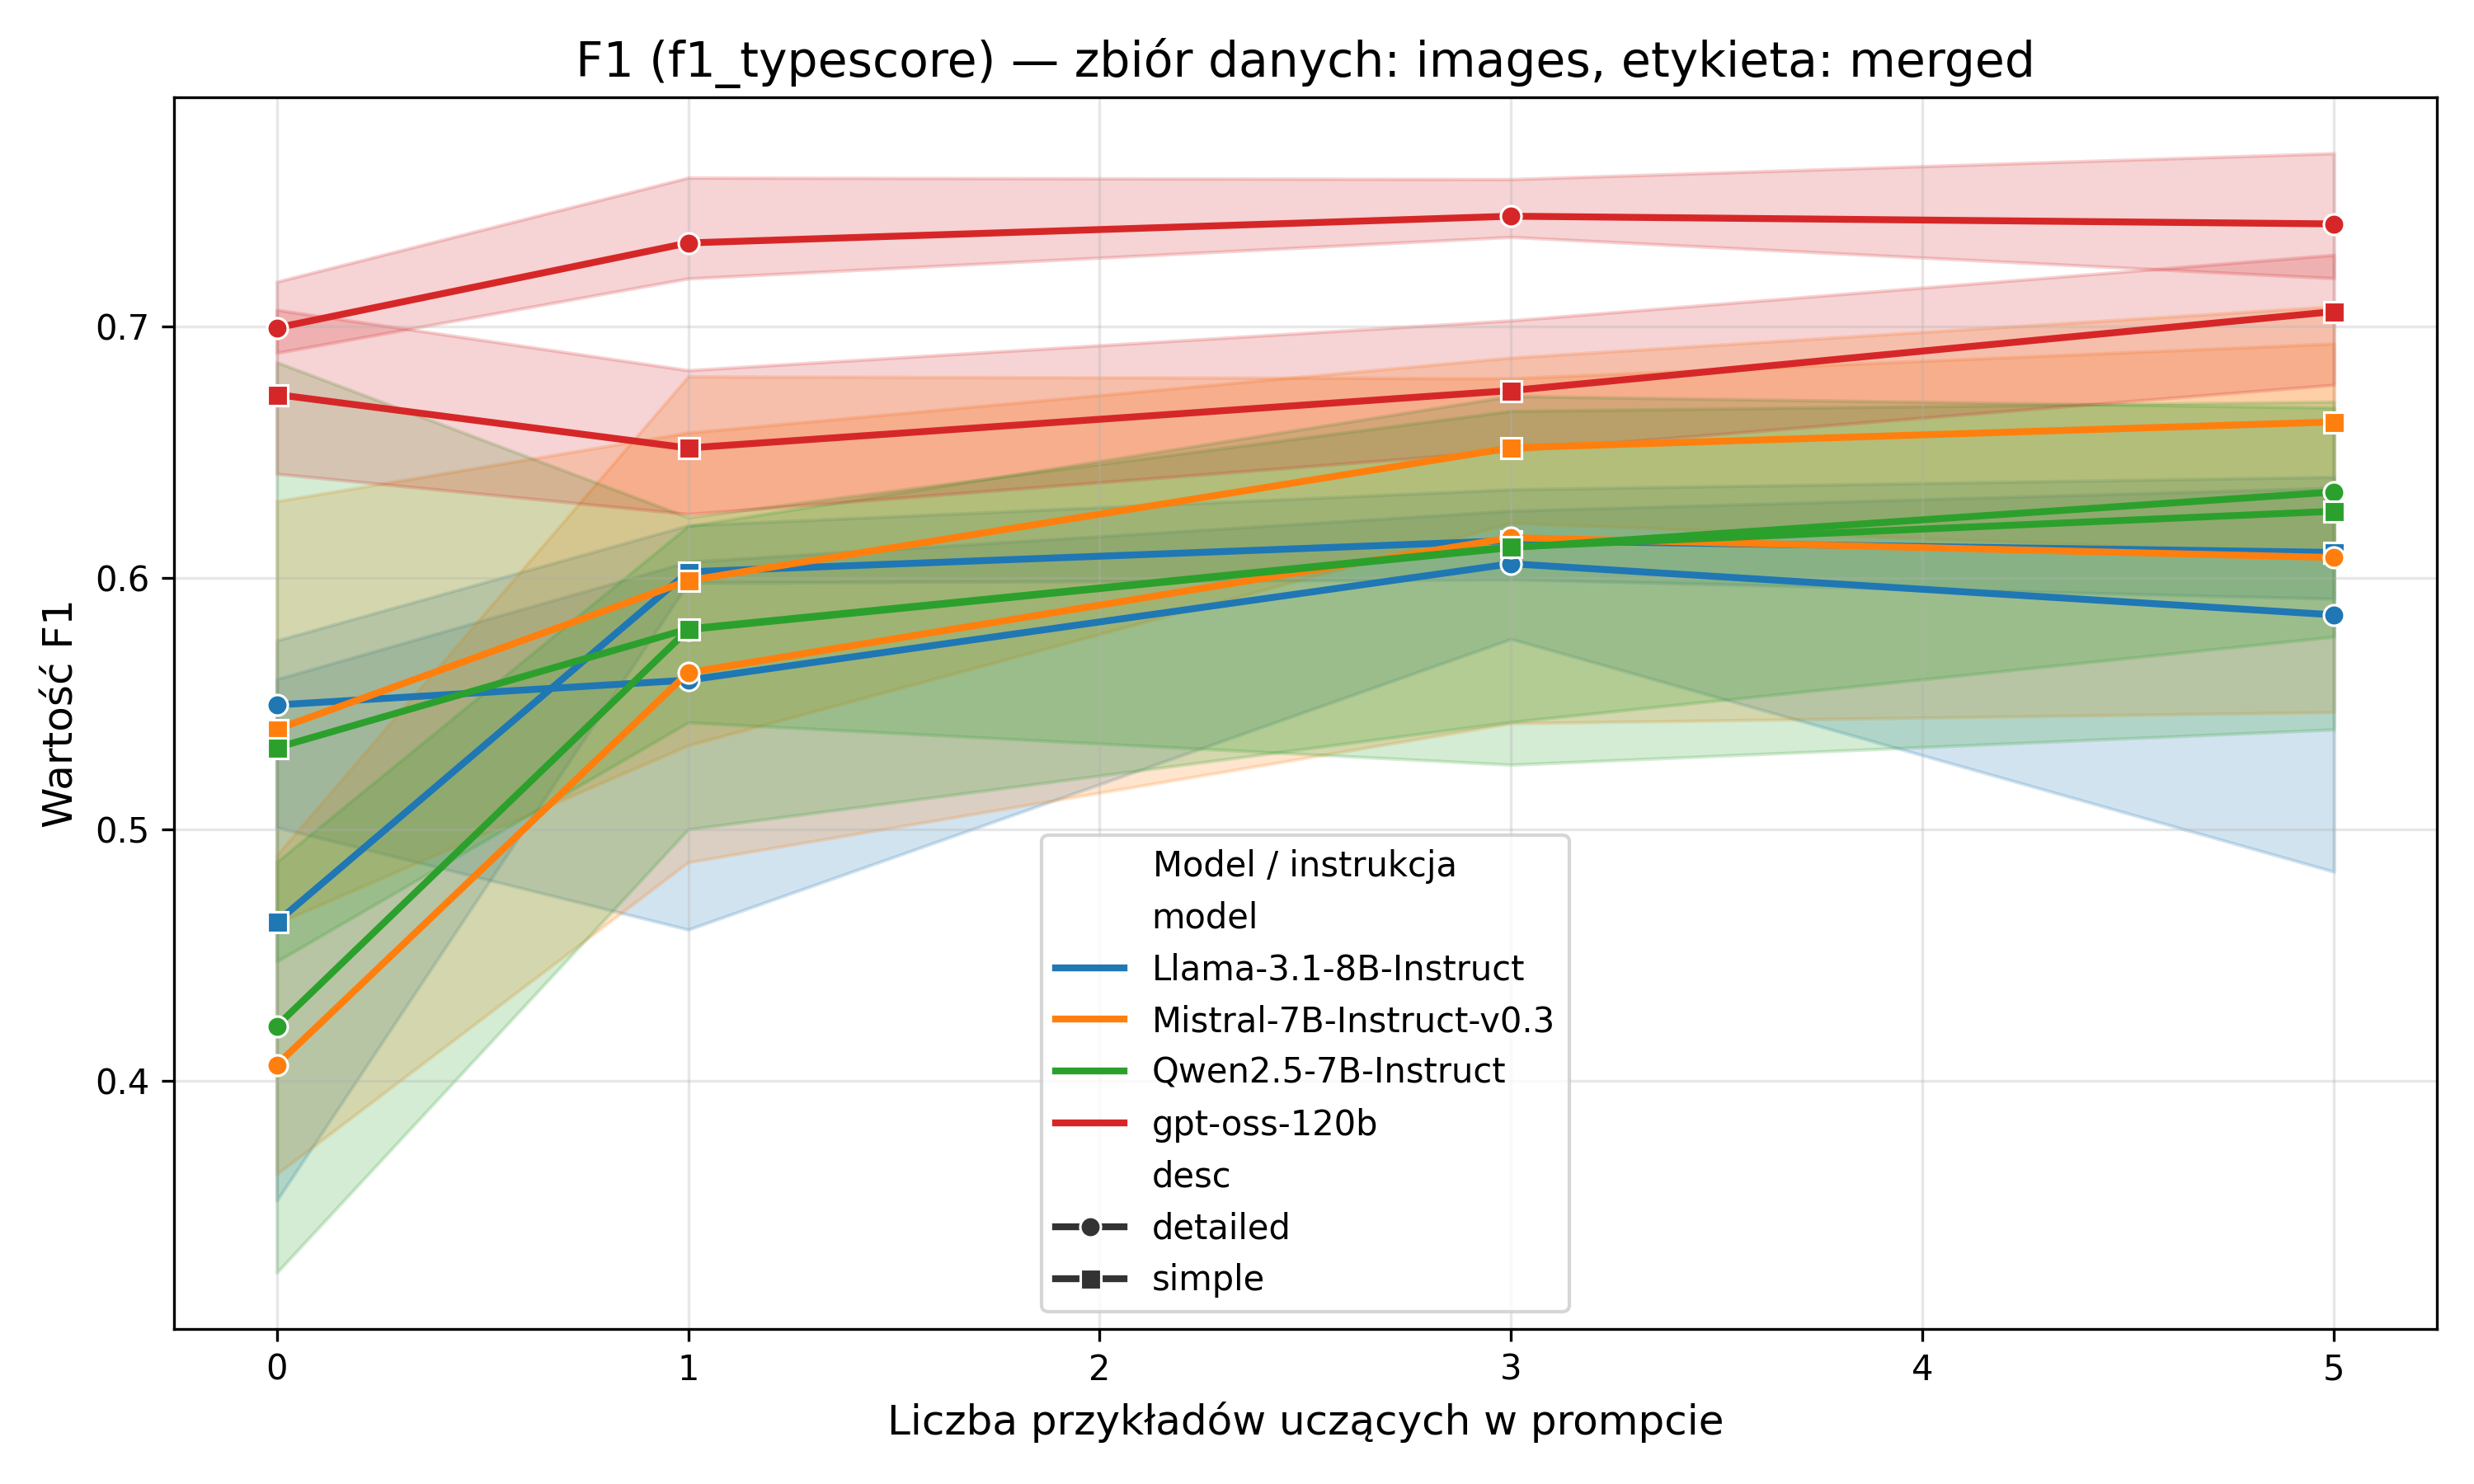 F1 (f1_typescore) — zbiór danych: images, etykieta: merged
Wartość F1
0.7
0.6
0.5
0.4
Model / instrukcja
model
Llama-3.1-8B-Instruct
Mistral-7B-Instruct-v0.3
Qwen2.5-7B-Instruct
gpt-oss-120b
desc
detailed
simple
0 1 2 3 4 5
Liczba przykładów uczących w prompcie